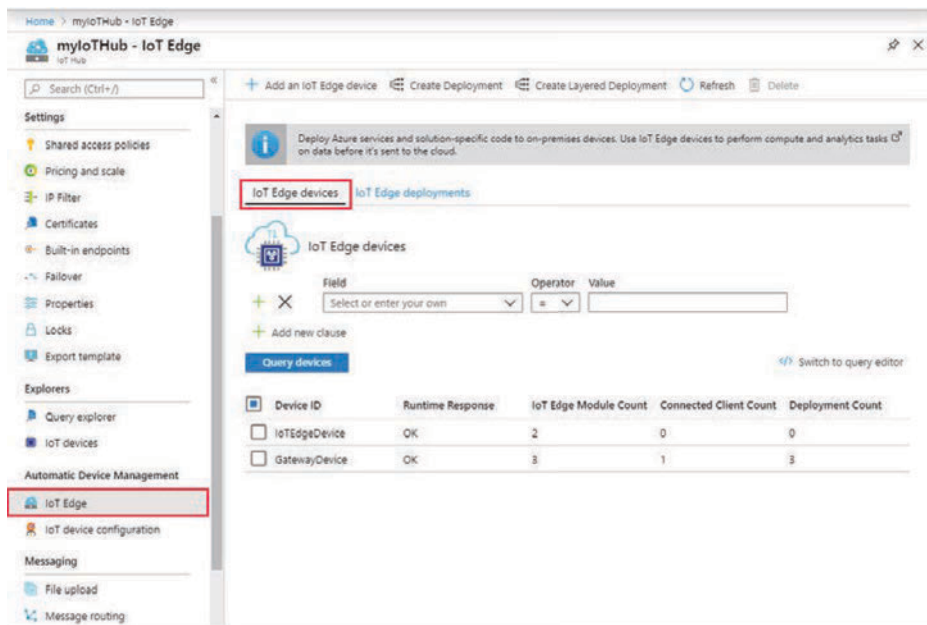 Home > myIoTHub - IoT Edge
myIoTHub - IoT Edge
IoT Hub
Search (Ctrl+/)
«
Add an IoT Edge device Create Deployment Create Layered Deployment Refresh Delete
Settings
Shared access policies
Pricing and scale
IP Filter
Certificates
Built-in endpoints
Failover
Properties
Locks
Export template
Explorers
Query explorer
IoT devices
Automatic Device Management
IoT Edge
IoT device configuration
Messaging
File upload
Message routing
Deploy Azure services and solution-specific code to on-premises devices. Use IoT Edge devices to perform compute and analytics tasks
on data before it's sent to the cloud.
IoT Edge devices IoT Edge deployments
IoT Edge devices
Field Operator Value
Select or enter your own =
Add new clause
Query devices </> Switch to query editor
Device ID Runtime Response IoT Edge Module Count Connected Client Count Deployment Count
IoTEdgeDevice OK 2 0 0
GatewayDevice OK 3 1 3